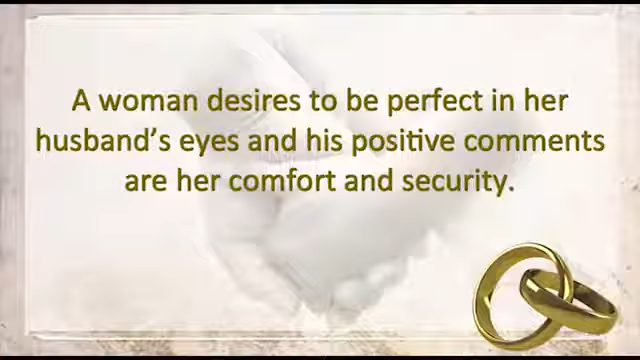 A woman desires to be perfect in her
husband’s eyes and his positive comments
are her comfort and security.